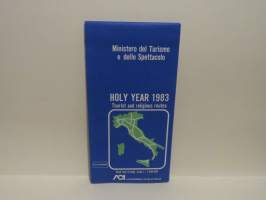 Ministero del Turismo
e dello Spettacolo
HOLY YEAR 1983
Tourist and religious routes
ACI